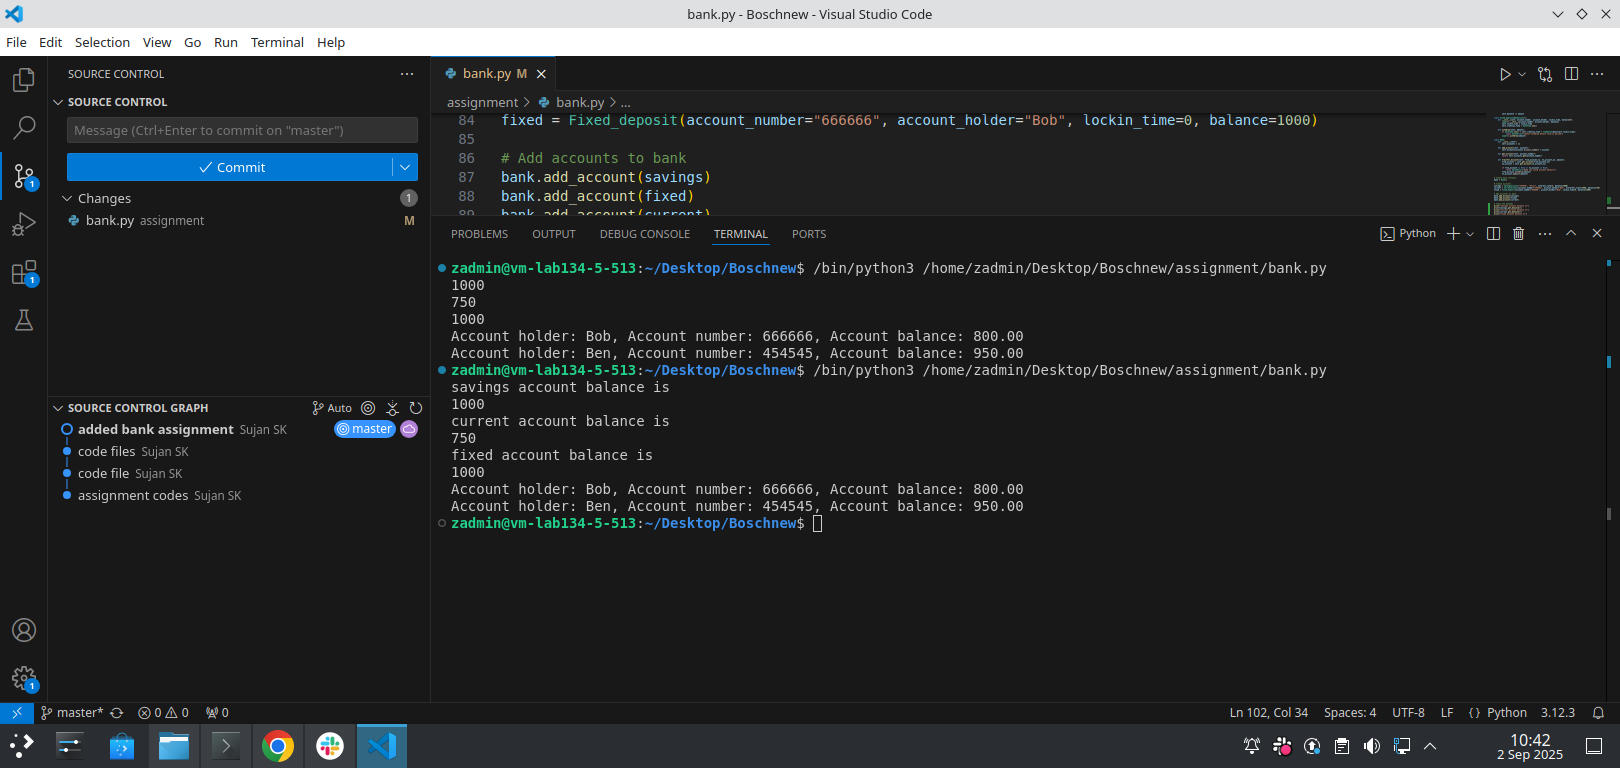 bank.py - Boschnew - Visual Studio Code
File Edit Selection View Go Run Terminal Help
SOURCE CONTROL
SOURCE CONTROL
Message (Ctrl+Enter to commit on "master")
Commit
Changes 1
bank.py assignment M
SOURCE CONTROL GRAPH Auto
added bank assignment Sujan SK master
code files Sujan SK
code file Sujan SK
assignment codes Sujan SK
1
1
1
bank.py M
assignment > bank.py > ...
84 fixed = Fixed_deposit(account_number="666666", account_holder="Bob", lockin_time=0, balance=1000)
85
86 # Add accounts to bank
87 bank.add_account(savings)
88 bank.add_account(fixed)
89 bank.add_account(current)
PROBLEMS OUTPUT DEBUG CONSOLE TERMINAL PORTS Python
zadmin@vm-lab134-5-513:~/Desktop/Boschnew$ /bin/python3 /home/zadmin/Desktop/Boschnew/assignment/bank.py
1000
750
1000
Account holder: Bob, Account number: 666666, Account balance: 800.00
Account holder: Ben, Account number: 454545, Account balance: 950.00
zadmin@vm-lab134-5-513:~/Desktop/Boschnew$ /bin/python3 /home/zadmin/Desktop/Boschnew/assignment/bank.py
savings account balance is
1000
current account balance is
750
fixed account balance is
1000
Account holder: Bob, Account number: 666666, Account balance: 800.00
Account holder: Ben, Account number: 454545, Account balance: 950.00
zadmin@vm-lab134-5-513:~/Desktop/Boschnew$
master* 0 0 0 Ln 102, Col 34 Spaces: 4 UTF-8 LF {} Python 3.12.3
10:42
2 Sep 2025